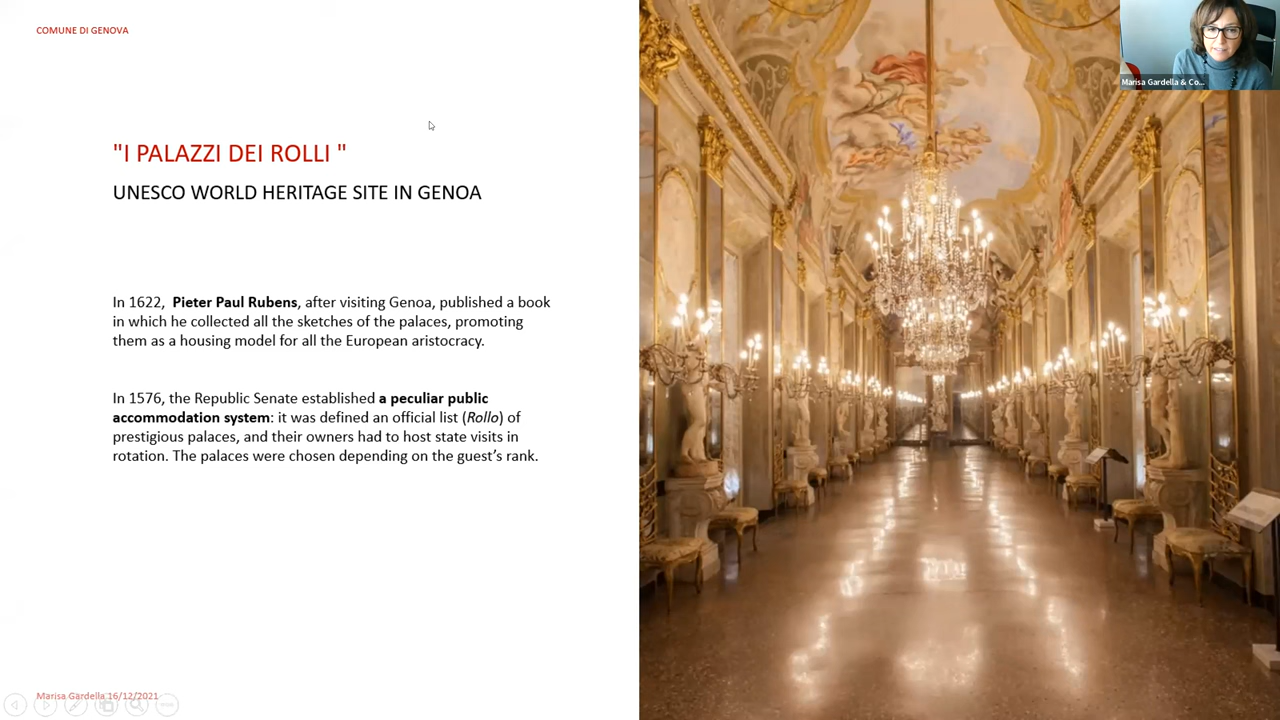 COMUNE DI GENOVA
Marisa Gardella & Co...
"I PALAZZI DEI ROLLI "
UNESCO WORLD HERITAGE SITE IN GENOA
In 1622, Pieter Paul Rubens, after visiting Genoa, published a book
in which he collected all the sketches of the palaces, promoting
them as a housing model for all the European aristocracy.
In 1576, the Republic Senate established a peculiar public
accommodation system: it was defined an official list (Rollo) of
prestigious palaces, and their owners had to host state visits in
rotation. The palaces were chosen depending on the guest's rank.
Marisa Gardella 16/12/2021